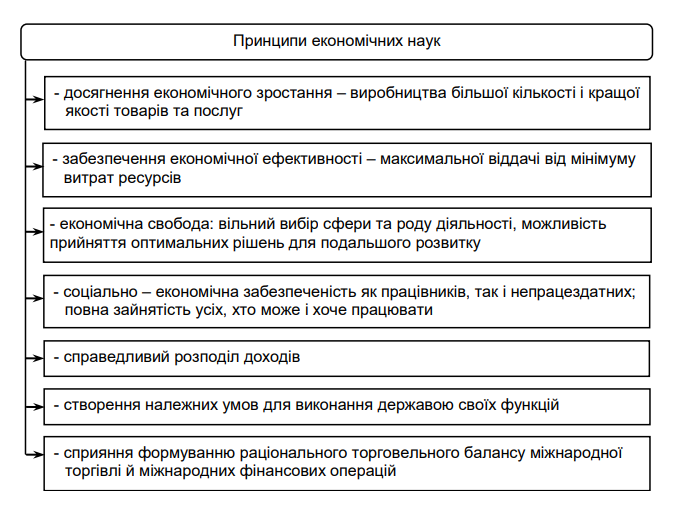 Принципи економічних наук
- досягнення економічного зростання – виробництва більшої кількості і кращої
якості товарів та послуг
- забезпечення економічної ефективності – максимальної віддачі від мінімуму
витрат ресурсів
- економічна свобода: вільний вибір сфери та роду діяльності, можливість
прийняття оптимальних рішень для подальшого розвитку
- соціально – економічна забезпеченість як працівників, так і непрацездатних;
повна зайнятість усіх, хто може і хоче працювати
- справедливий розподіл доходів
- створення належних умов для виконання державою своїх функцій
- сприяння формуванню раціонального торговельного балансу міжнародної
торгівлі й міжнародних фінансових операцій